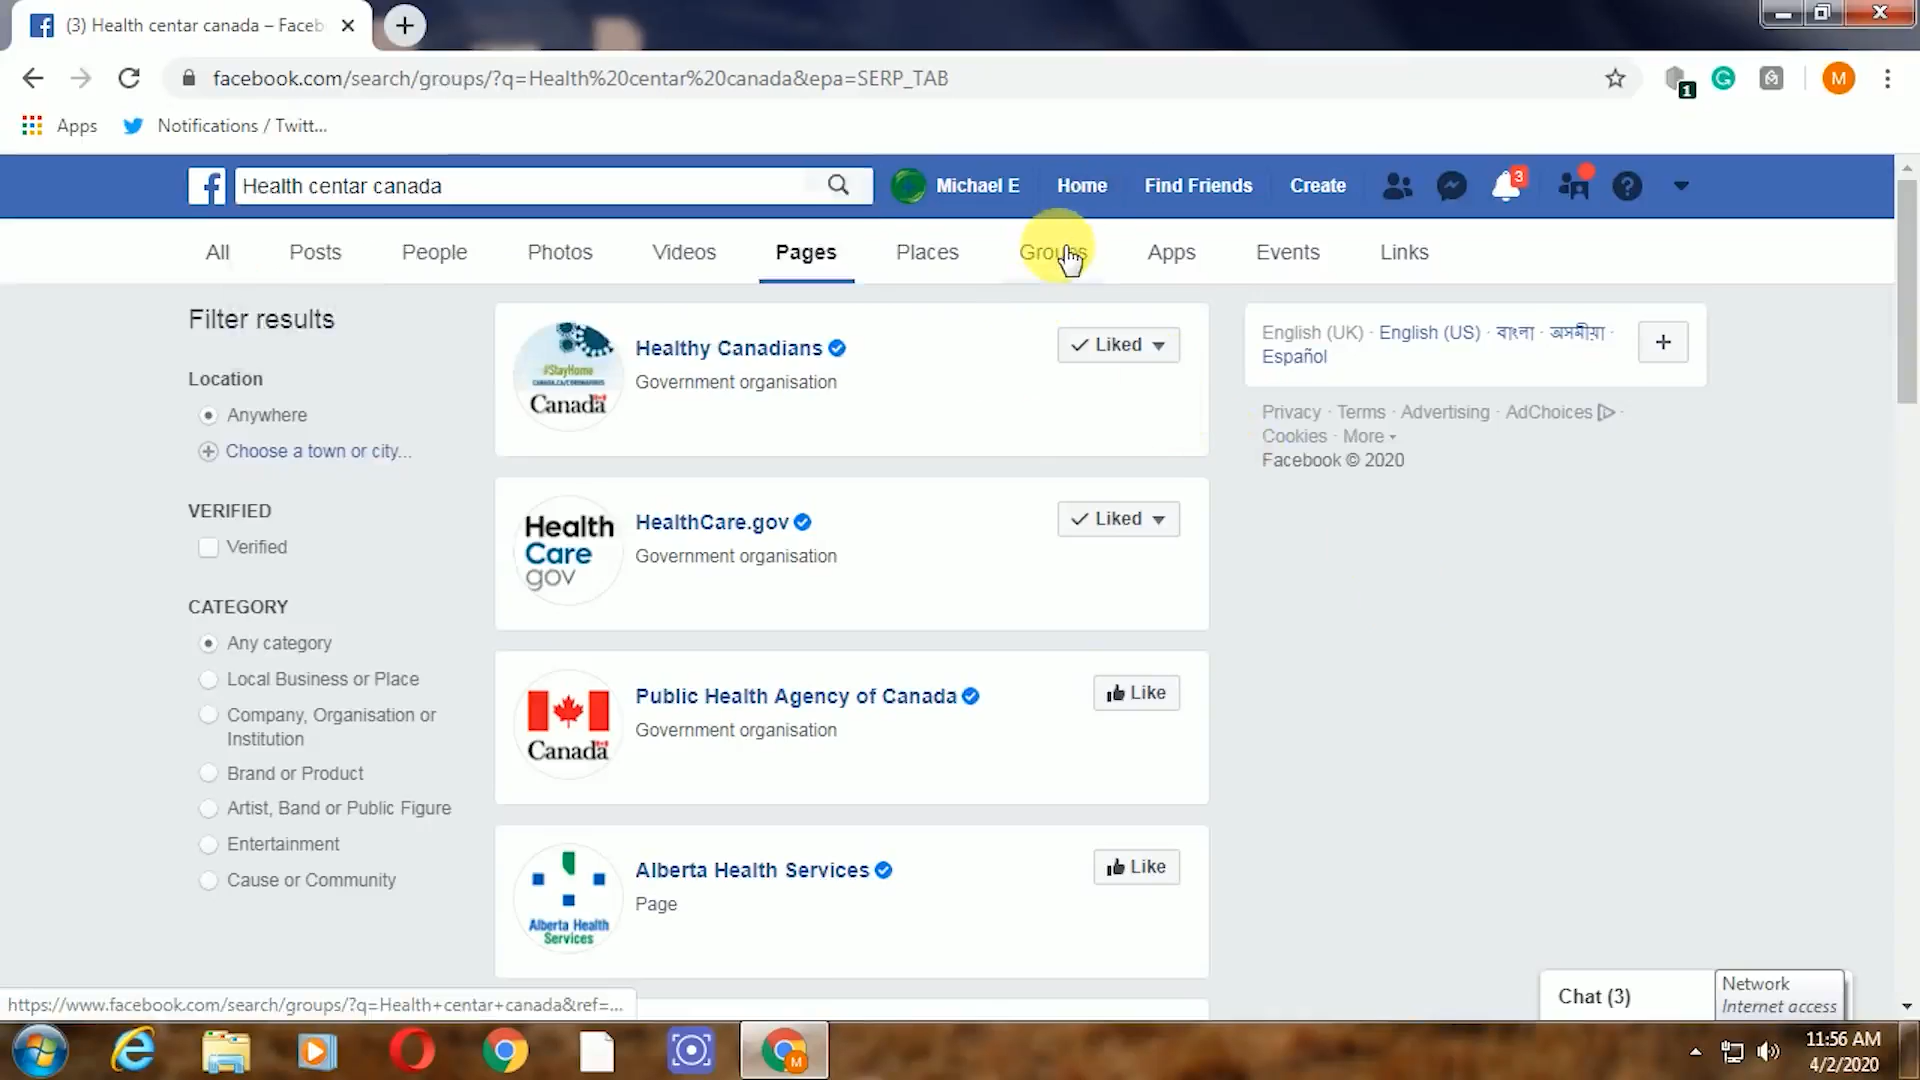 (3) Health centar canada – Faceb
facebook.com/search/groups/?q=Health%20centar%20canada&epa=SERP_TAB
1
M
Apps
Notifications / Twitt...
Health centar canada
Michael E
Home
Find Friends
Create
3
All
Posts
People
Photos
Videos
Pages
Places
Groups
Apps
Events
Links
Filter results
Location
Anywhere
Choose a town or city...
VERIFIED
Verified
CATEGORY
Any category
Local Business or Place
Company, Organisation or
Institution
Brand or Product
Artist, Band or Public Figure
Entertainment
Cause or Community
#StayHome
CANADA.CA/CORONAVIRUS
Canada
Healthy Canadians
Government organisation
Liked
Health
Care
gov
HealthCare.gov
Government organisation
Liked
Canada
Public Health Agency of Canada
Government organisation
Like
Alberta Health
Services
Alberta Health Services
Page
Like
English (UK) · English (US) · বাংলা · অসমীয়া ·
Español
Privacy · Terms · Advertising · AdChoices ·
Cookies · More
Facebook © 2020
Chat (3)
Network
Internet access
https://www.facebook.com/search/groups/?q=Health+centar+canada&ref=...
M
11:56 AM
4/2/2020